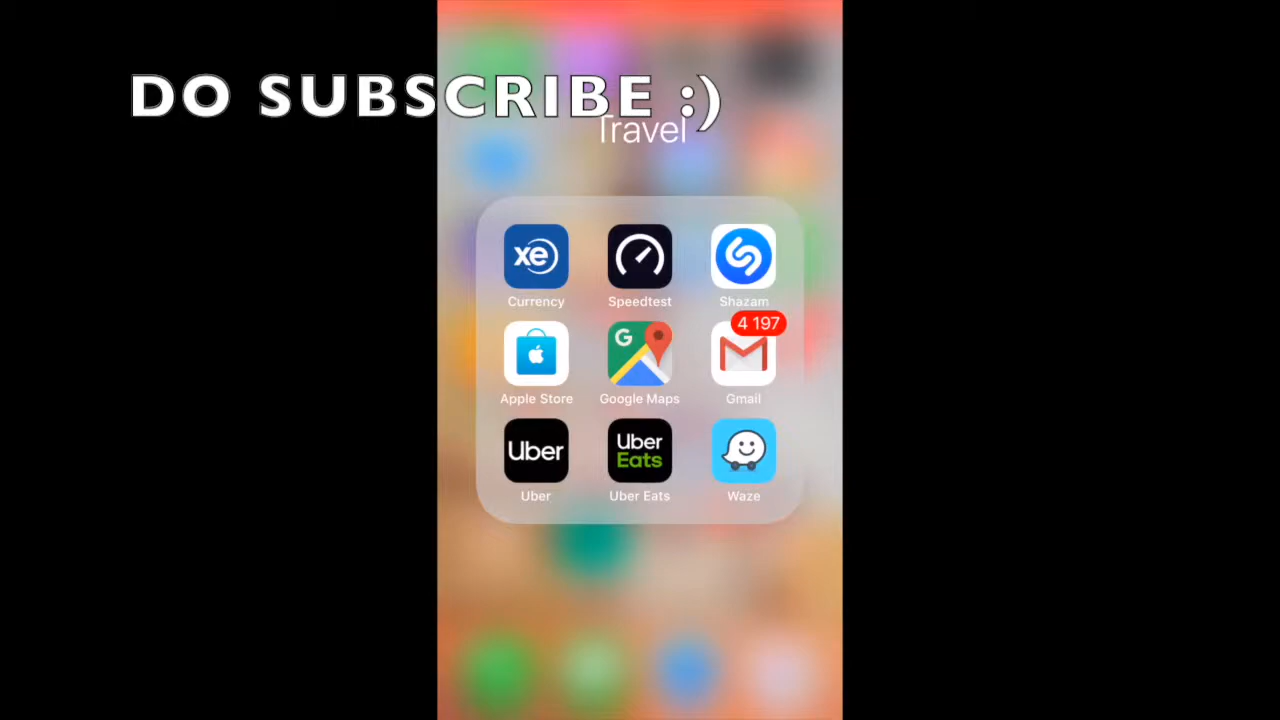 DO SUBSCRIBE :)
Travel
xe
Currency
Speedtest
Shazam
4 197
G
Apple Store
Google Maps
Gmail
Uber
Uber
Eats
Uber
Uber Eats
Waze